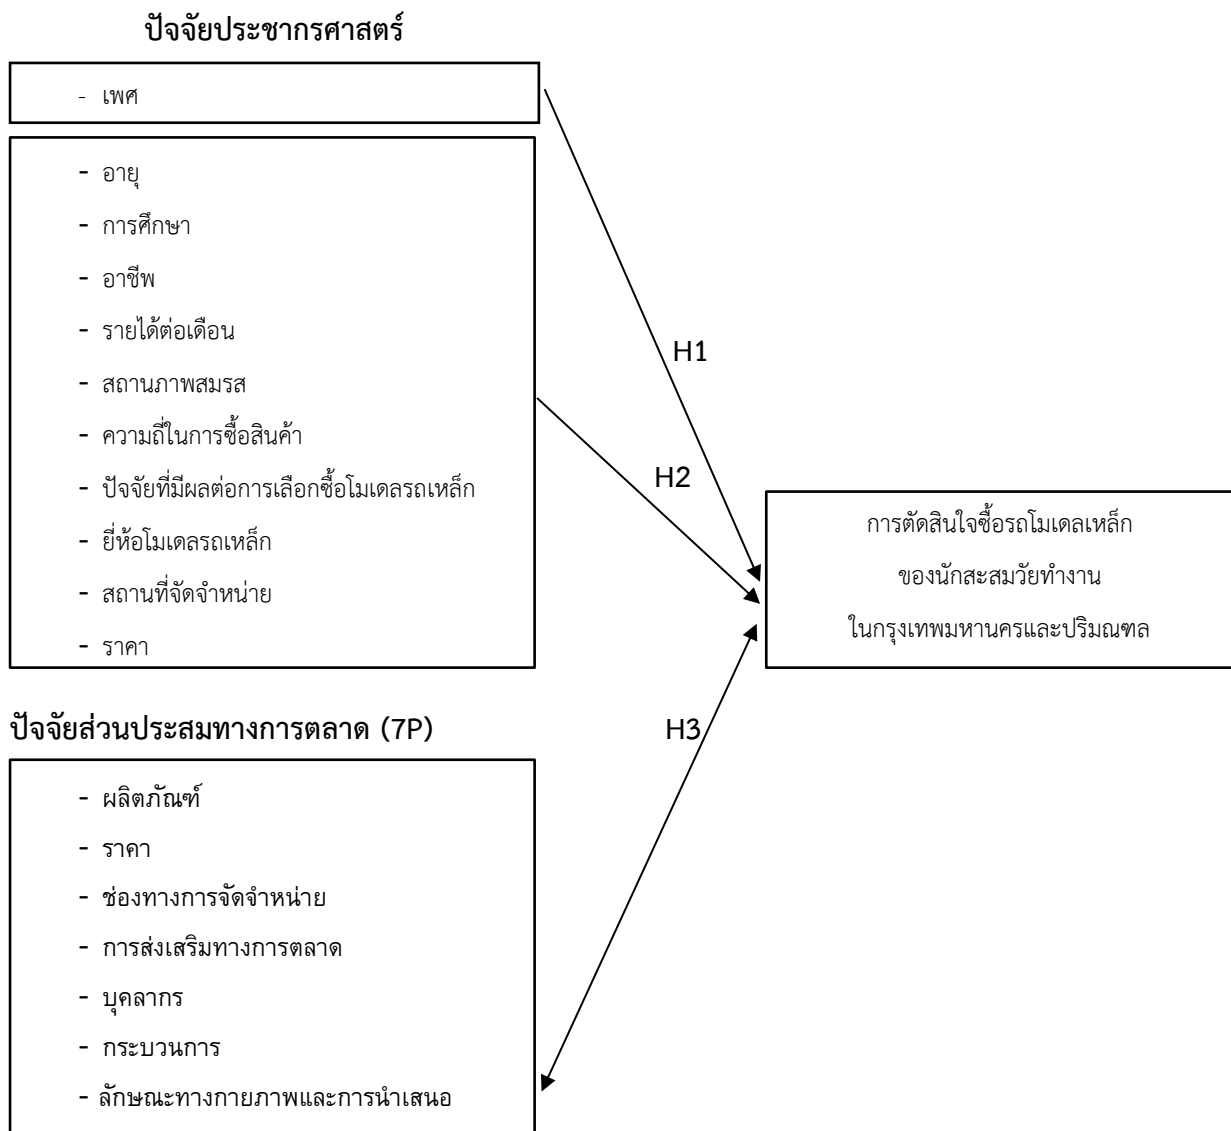 ปัจจัยประชากรศาสตร์
- เพศ
- อายุ
- การศึกษา
- อาชีพ
- รายได้ต่อเดือน
- สถานภาพสมรส
- ความถี่ในการซื้อสินค้า
- ปัจจัยที่มีผลต่อการเลือกซื้อโมเดลรถเหล็ก
- ยี่ห้อโมเดลรถเหล็ก
- สถานที่จัดจำหน่าย
- ราคา
H1
H2
การตัดสินใจซื้อรถโมเดลเหล็ก
ของนักสะสมวัยทำงาน
ในกรุงเทพมหานครและปริมณฑล
ปัจจัยส่วนประสมทางการตลาด (7P)
H3
- ผลิตภัณฑ์
- ราคา
- ช่องทางการจัดจำหน่าย
- การส่งเสริมทางการตลาด
- บุคลากร
- กระบวนการ
- ลักษณะทางกายภาพและการนำเสนอ